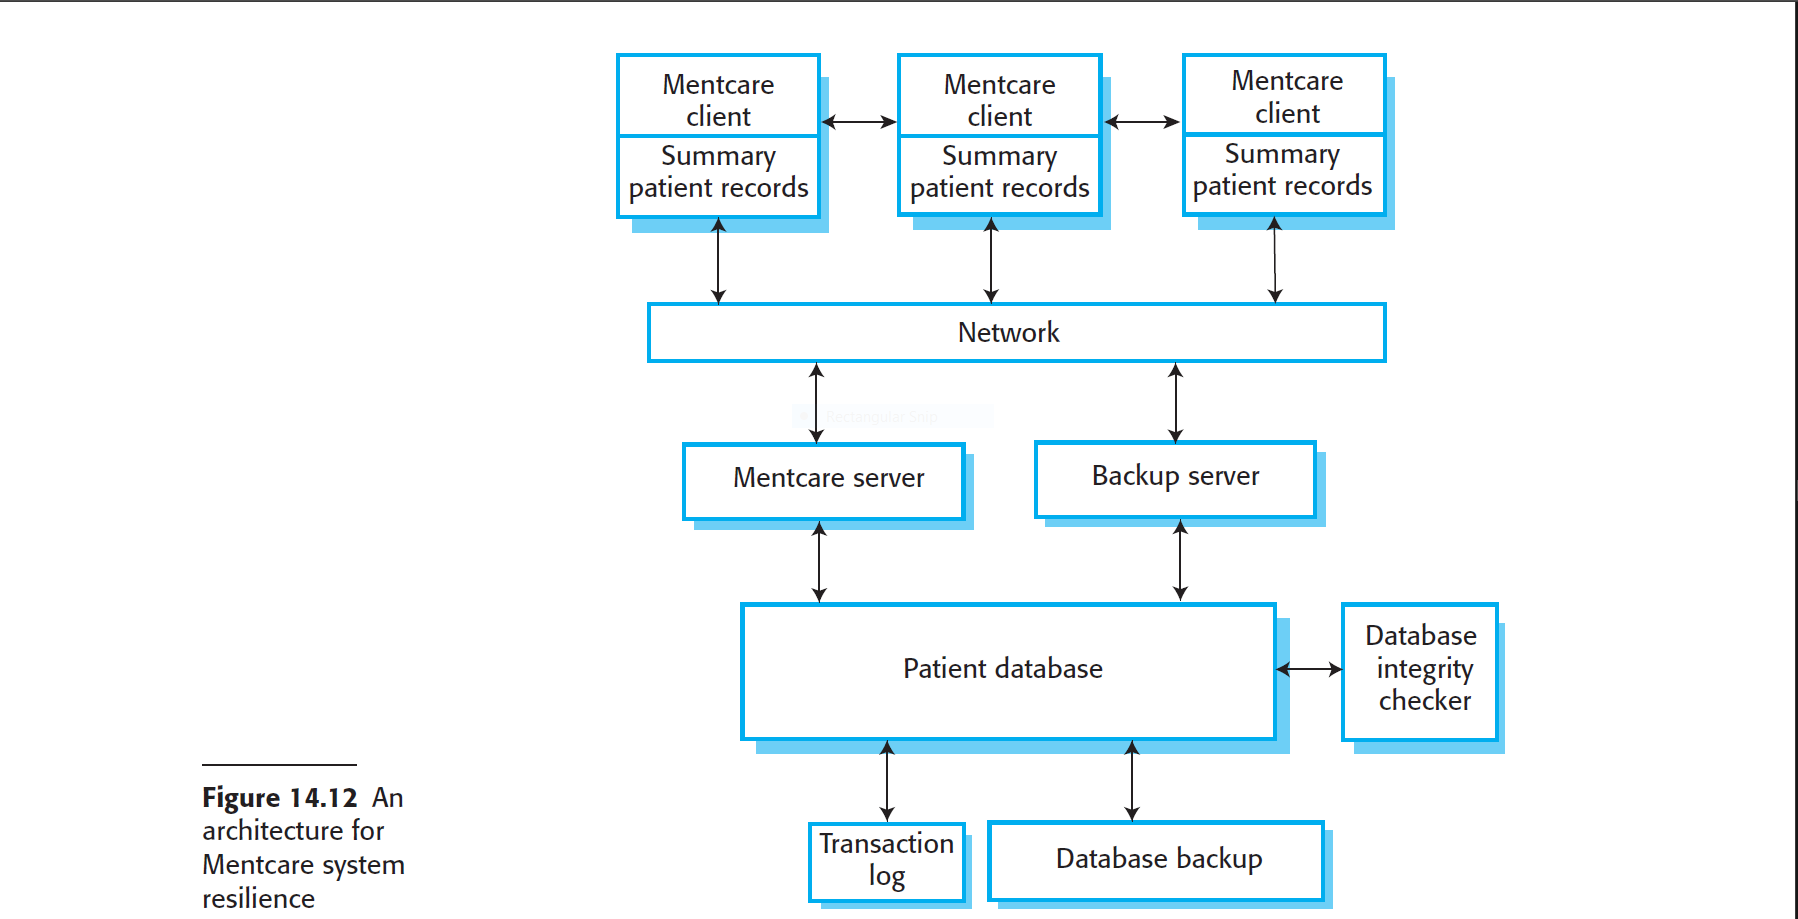 Mentcare
client
Summary
patient records
Mentcare
client
Summary
patient records
Mentcare
client
Summary
patient records
Network
Rectangular Snip
Mentcare server
Backup server
Patient database
Database
integrity
checker
Transaction
log
Database backup
Figure 14.12 An
architecture for
Mentcare system
resilience